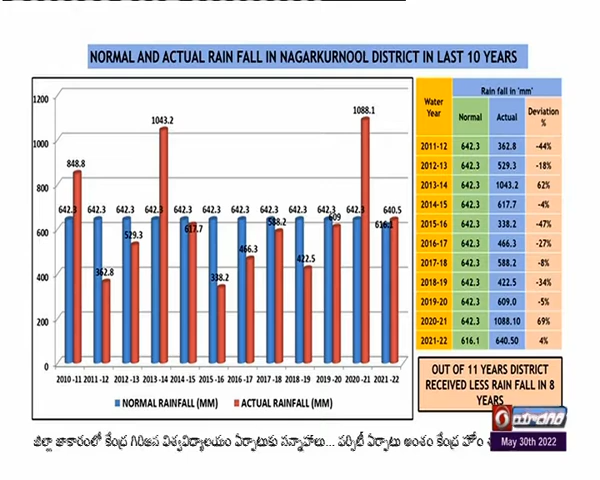 NORMAL AND ACTUAL RAIN FALL IN NAGARKURNOOL DISTRICT IN LAST 10 YEARS
1200
1000
800
600
400
200
0
848.8
1043.2
1088.1
642.3 642.3 642.3 642.3 642.3 642.3 642.3 642.3 642.3 642.3 642.3 640.5
362.8
529.3
617.7
338.2
466.3
588.2
422.5
609
616.1
2010 -11 2011 -12 2012 -13 2013 -14 2014 -15 2015 -16 2016 -17 2017 -18 2018 -19 2019 -20 2020 -21 2021 -22
NORMAL RAINFALL (MM) ACTUAL RAINFALL (MM)
Water Year Rain fall in 'mm'
Normal Actual Deviation %
2011-12 642.3 362.8 -44%
2012-13 642.3 529.3 -18%
2013-14 642.3 1043.2 62%
2014-15 642.3 617.7 -4%
2015-16 642.3 338.2 -47%
2016-17 642.3 466.3 -27%
2017-18 642.3 588.2 -8%
2018-19 642.3 422.5 -34%
2019-20 642.3 609.0 -5%
2020-21 642.3 1088.10 69%
2021-22 616.1 640.50 4%
OUT OF 11 YEARS DISTRICT
RECEIVED LESS RAIN FALL IN 8
YEARS
యాదగిరి
May 30th 2022
జిల్లా జాకారంలో కేంద్ర గిరిజన విశ్వవిద్యాలయం ఏర్పాటుకు సన్నాహాలు... వర్సిటీ ఏర్పాటు అంశం కేంద్ర హోం